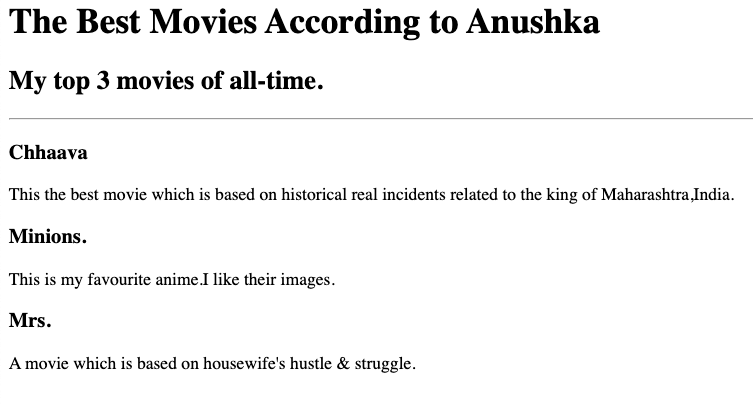 The Best Movies According to Anushka
My top 3 movies of all-time.
Chhaava
This the best movie which is based on historical real incidents related to the king of Maharashtra,India.
Minions.
This is my favourite anime.I like their images.
Mrs.
A movie which is based on housewife's hustle & struggle.